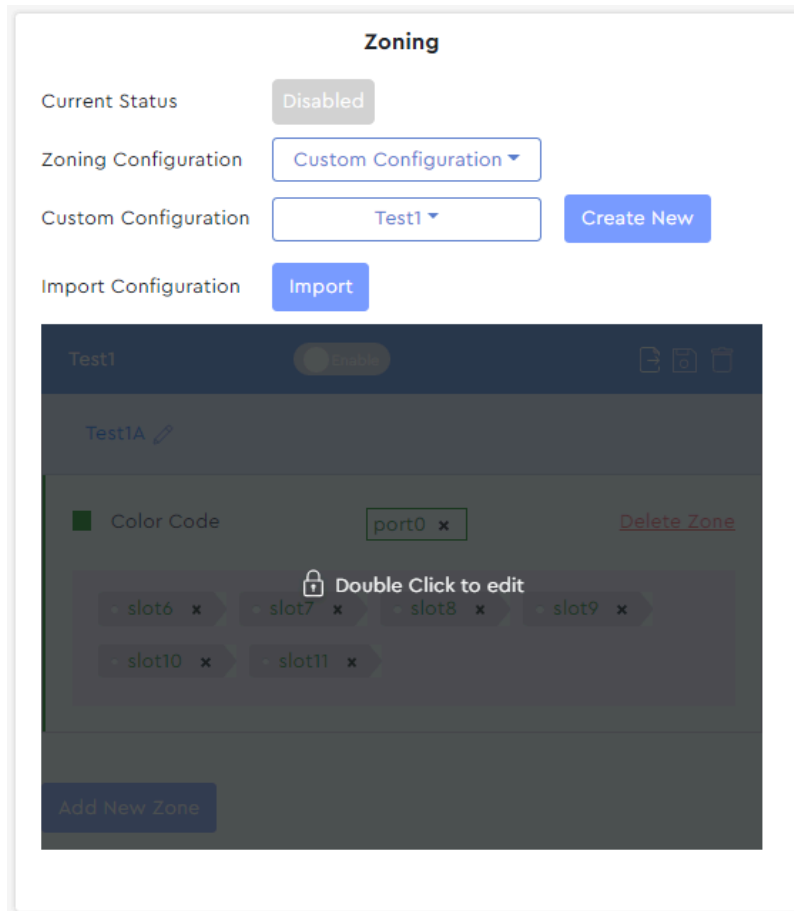 Zoning
Current Status Disabled
Zoning Configuration Custom Configuration
Custom Configuration Test1 Create New
Import Configuration Import
Test1 Enable
Test1A
Color Code port0 × Delete Zone
Double Click to edit
slot6 × slot7 × slot8 × slot9 ×
slot10 × slot11 ×
Add New Zone